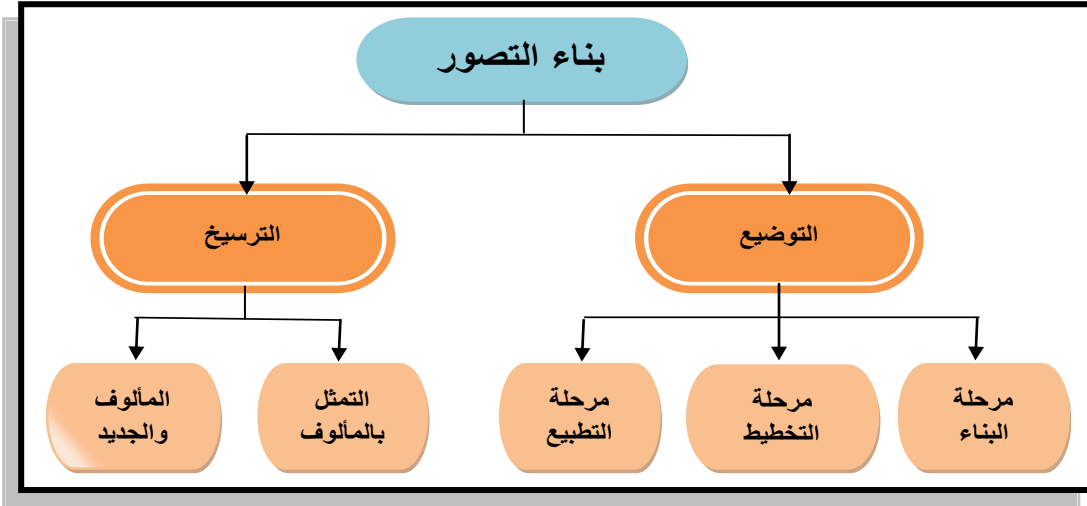 بناء التصور
التوضيع
الترسيخ
مرحلة
البناء
مرحلة
التخطيط
مرحلة
التطبيع
التمثل
بالمألوف
المألوف
والجديد